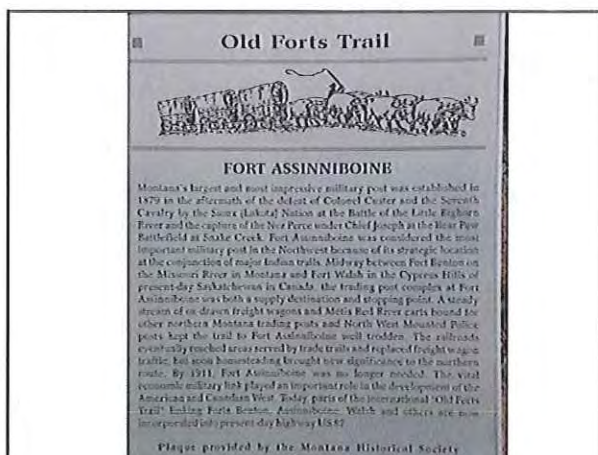 Old Forts Trail
FORT ASSINNIBOINE
Montana's largest and most impressive military post was established in
1879 in the aftermath of the defeat of Colonel Custer and the Seventh
Cavalry by the Sioux (Lakota) Nation at the Battle of the Little Bighorn
River and the capture of the Nez Perce under Chief Joseph at the Bear Paw
Battlefield at Snake Creek. Fort Assinniboine was considered the most
important military post in the Northwest because of its strategic location
at the conjunction of major Indian trails. Midway between Fort Benton on
the Missouri River in Montana and Fort Walsh in the Cypress Hills of
present-day Saskatchewan in Canada, the trading post complex at Fort
Assinniboine was both a supply destination and stopping point. A steady
stream of ox drawn freight wagons and Métis Red River carts bound for
other northern Montana trading posts and North West Mounted Police
posts kept the trail to Fort Assinniboine well trodden. The railroads
eventually reached areas served by trade trails and replaced freight wagon
traffic, but soon homesteading brought new significance to the northern
route. By 1911, Fort Assinniboine was no longer needed. The vital
economic military link played an important role in the development of the
American and Canadian West. Today, parts of the international "Old Forts
Trail" linking Forts Benton, Assinniboine, Walsh and others are now
incorporated into present-day highway US 87.
Plaque provided by the Montana Historical Society